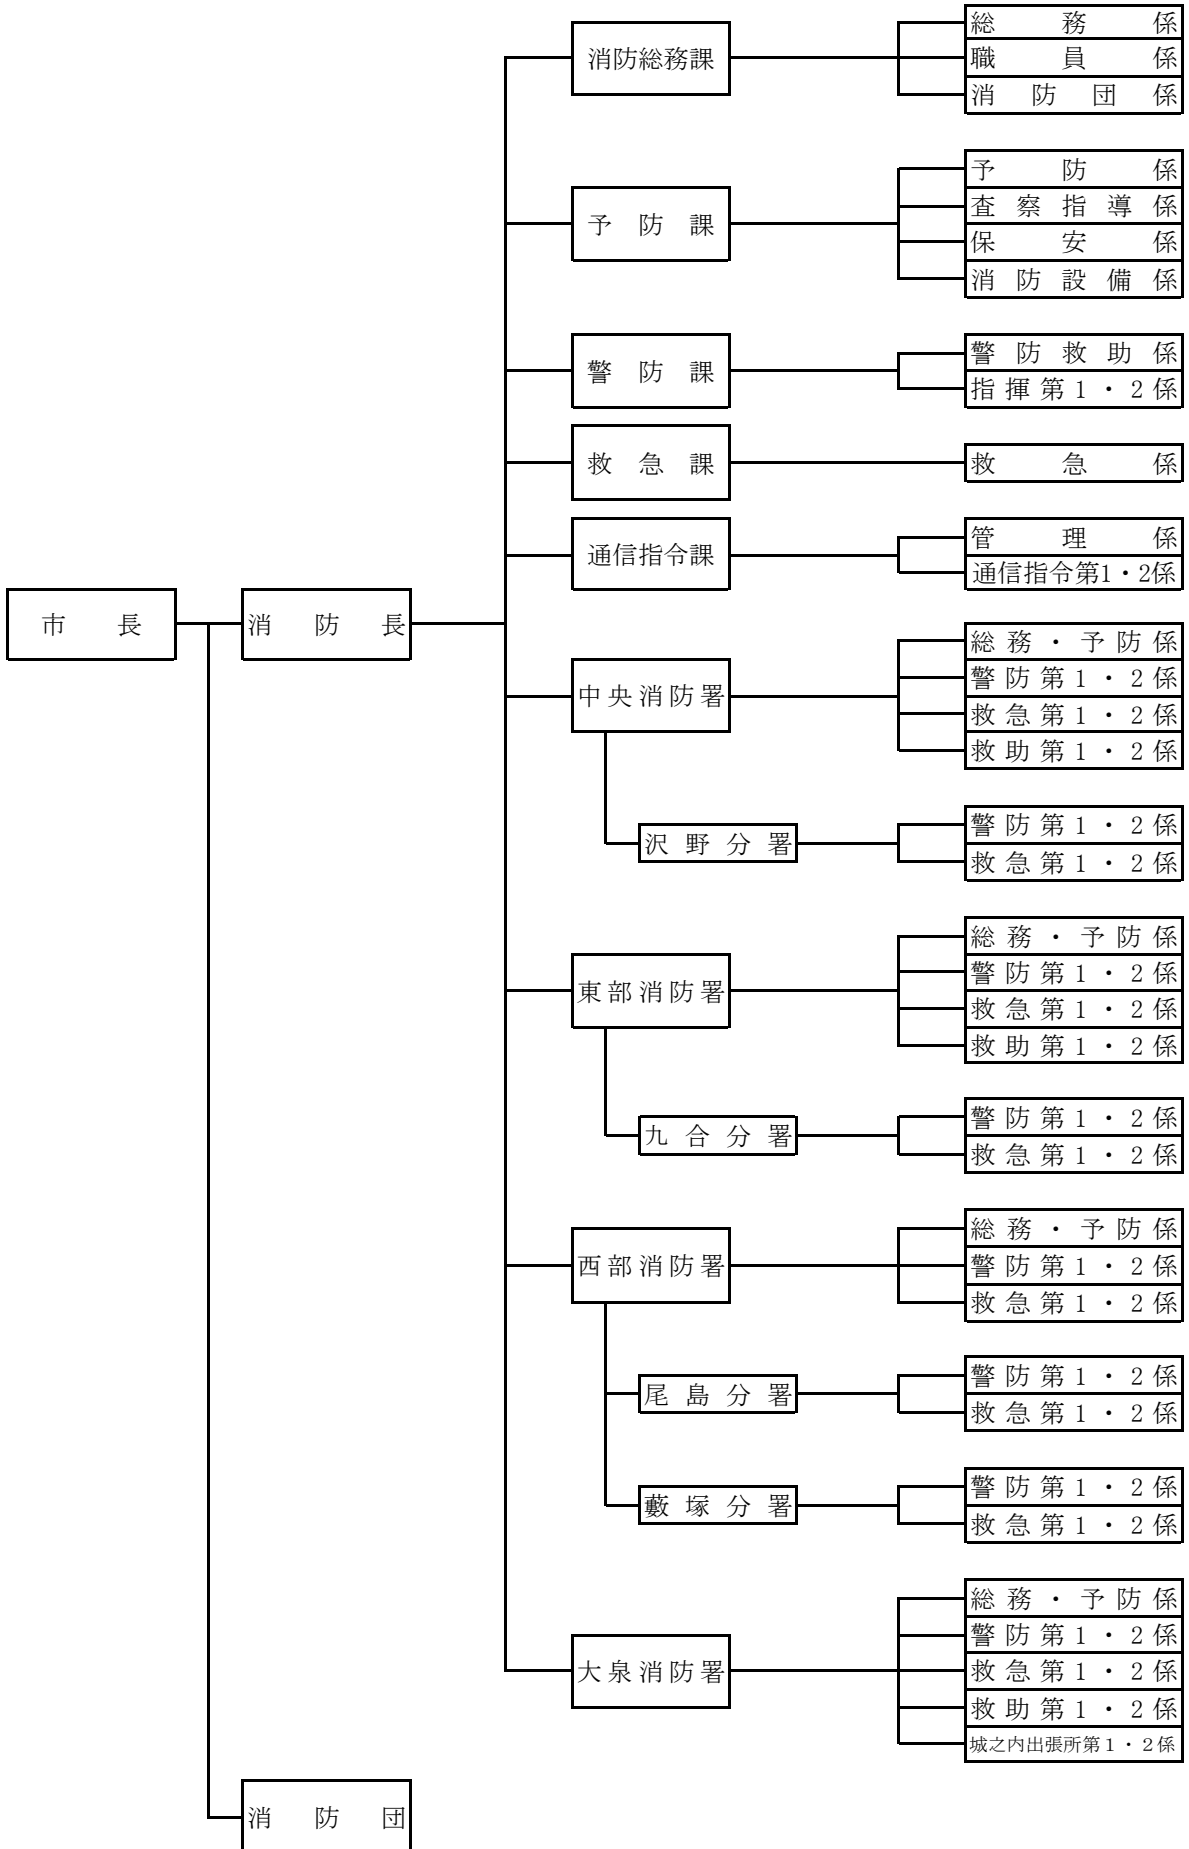 消防総務課
総務係
職員係
消防団係
予防課
予防係
査察指導係
保安係
消防設備係
警防課
警防救助係
指揮第1・2係
救急課
救急係
通信指令課
管理係
通信指令第1・2係
市長
消防長
中央消防署
総務・予防係
警防第1・2係
救急第1・2係
救助第1・2係
沢野分署
警防第1・2係
救急第1・2係
東部消防署
総務・予防係
警防第1・2係
救急第1・2係
救助第1・2係
九合分署
警防第1・2係
救急第1・2係
西部消防署
総務・予防係
警防第1・2係
救急第1・2係
尾島分署
警防第1・2係
救急第1・2係
藪塚分署
警防第1・2係
救急第1・2係
大泉消防署
総務・予防係
警防第1・2係
救急第1・2係
救助第1・2係
城之内出張所第1・2係
消防団